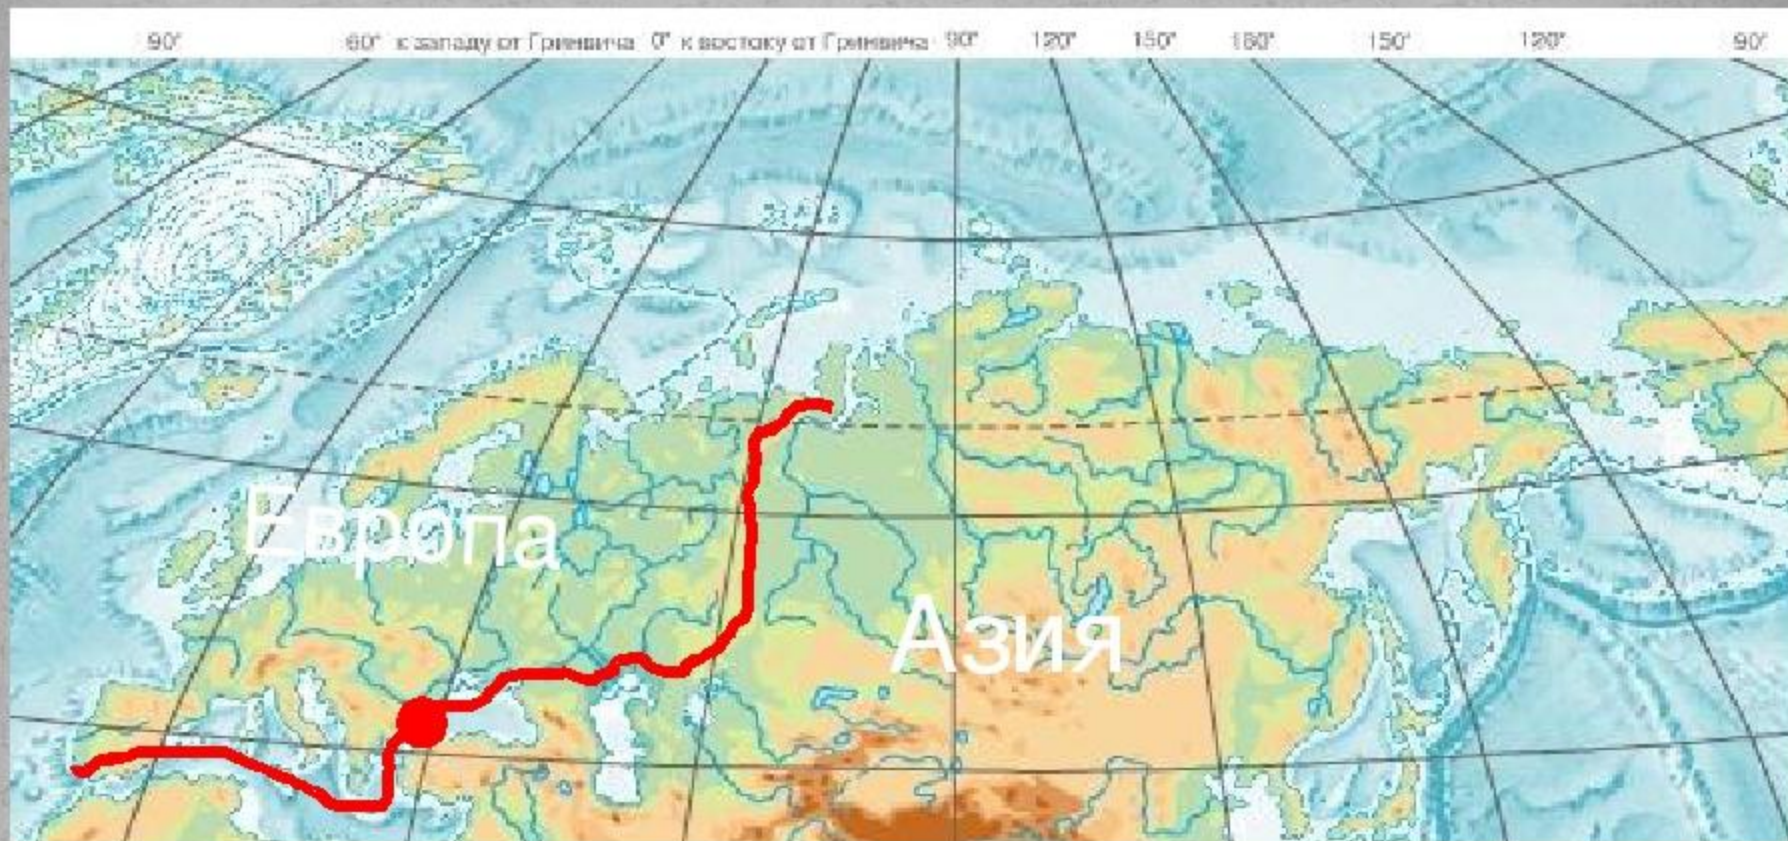 90° 60° к западу от Гринвича 0° к востоку от Гринвича 90° 120° 150° 180° 150° 120° 90°
Европа
Азия